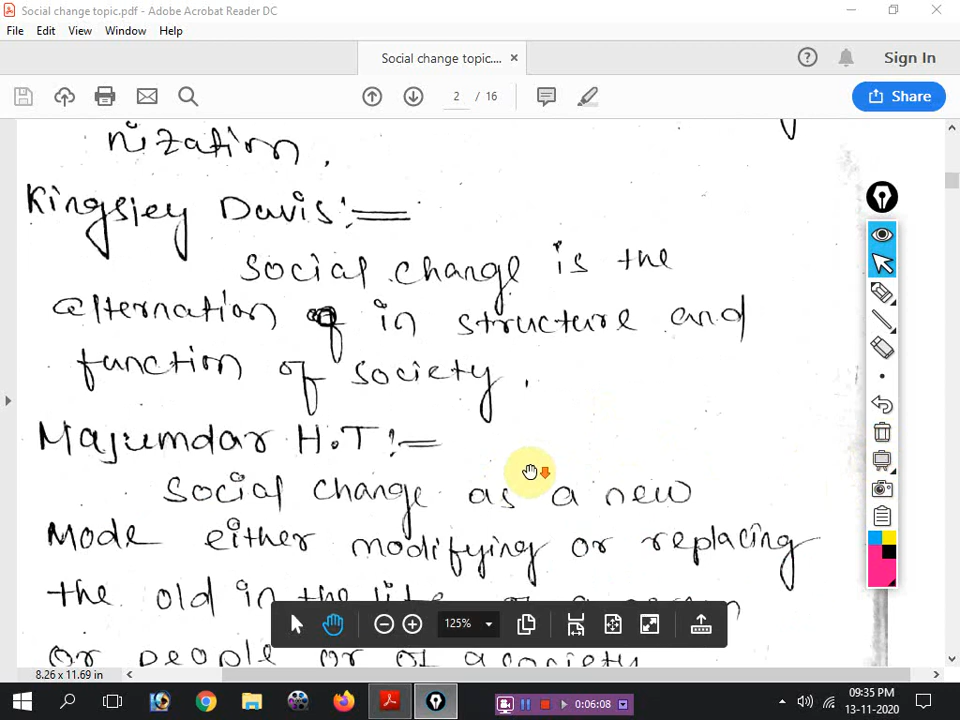 Social change topic.pdf - Adobe Acrobat Reader DC
File Edit View Window Help
Social change topic....
Sign In
2 / 16
Share
nization.
Kingsley Davis:=
Social change is the
alternation of in structure and
function of society.
Majumdar H.T:=
Social change as a new
Mode either modifying or replacing
the old in the life of a person
or people or of a society
125%
8.26 x 11.69 in
0:06:08
09:35 PM
13-11-2020